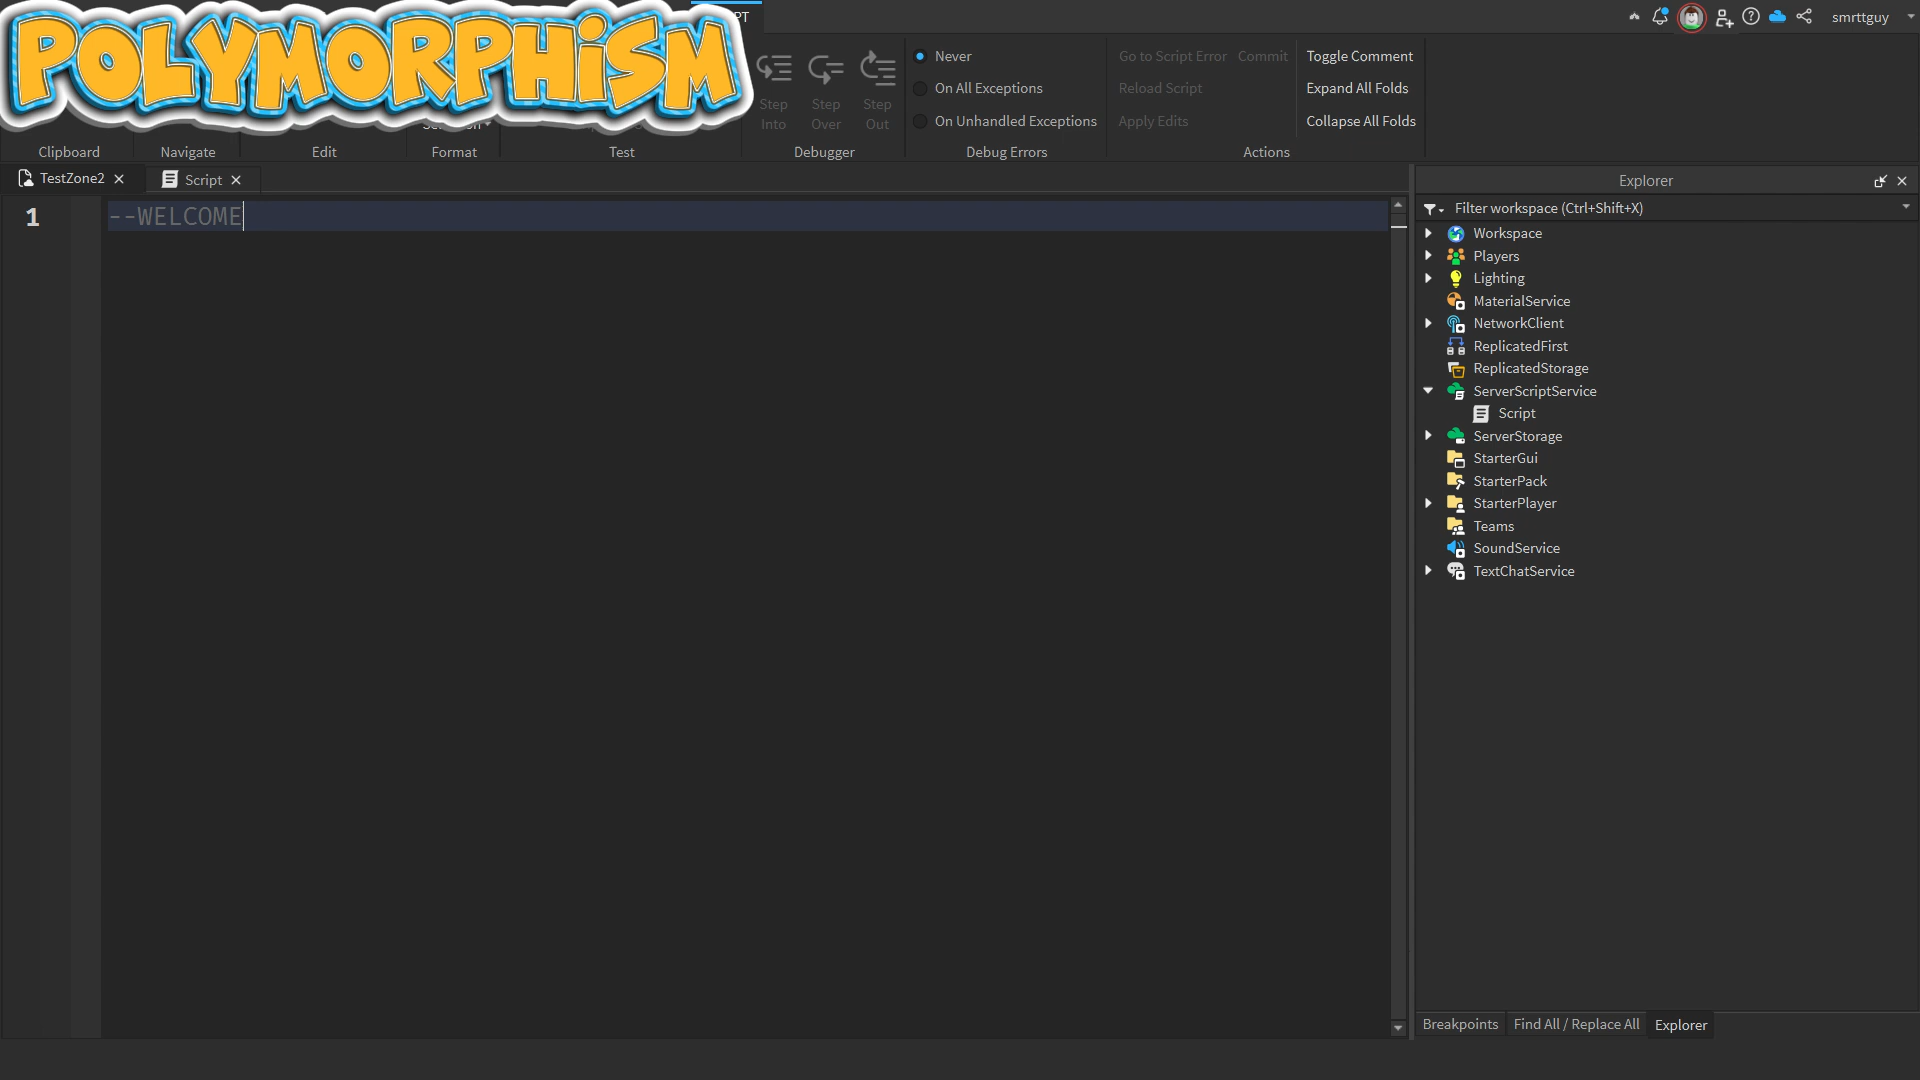 POLYMORPHISM
PT
smrttguy
Step Into
Step Over
Step Out
Never
On All Exceptions
On Unhandled Exceptions
Go to Script Error
Commit
Reload Script
Apply Edits
Toggle Comment
Expand All Folds
Collapse All Folds
Clipboard
Navigate
Edit
Format
Test
Debugger
Debug Errors
Actions
TestZone2
Script
1
--WELCOME
Explorer
Filter workspace (Ctrl+Shift+X)
Workspace
Players
Lighting
MaterialService
NetworkClient
ReplicatedFirst
ReplicatedStorage
ServerScriptService
Script
ServerStorage
StarterGui
StarterPack
StarterPlayer
Teams
SoundService
TextChatService
Breakpoints
Find All / Replace All
Explorer